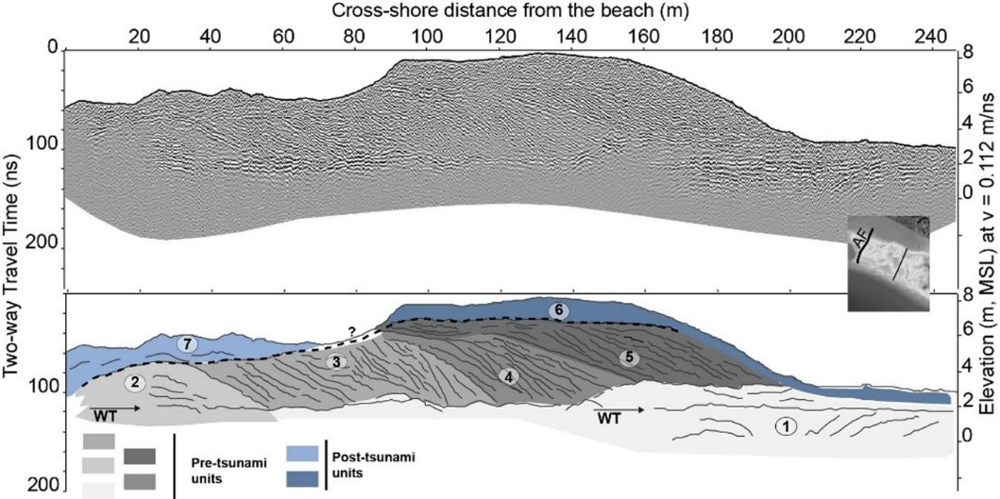 Cross-shore distance from the beach (m)
20 40 60 80 100 120 140 160 180 200 220 240
0
100
200
Two-way Travel Time (ns)
8
6
4
2
0
Elevation (m, MSL) at v = 0.112 m/ns
AF
8
6
4
2
0
100
200
7
2
?
3
6
4
5
1
WT
WT
Pre-tsunami
units
Post-tsunami
units